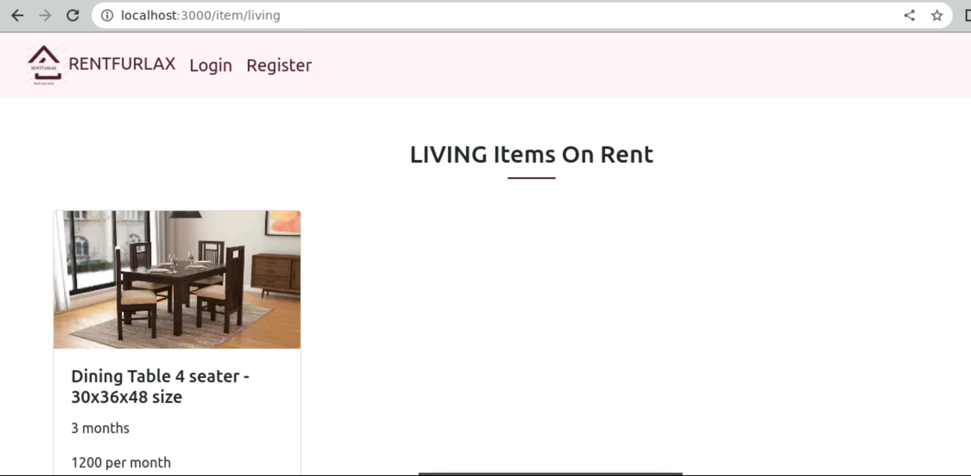 localhost:3000/item/living
RENTFURLAX Login Register
LIVING Items On Rent
Dining Table 4 seater -
30x36x48 size
3 months
1200 per month